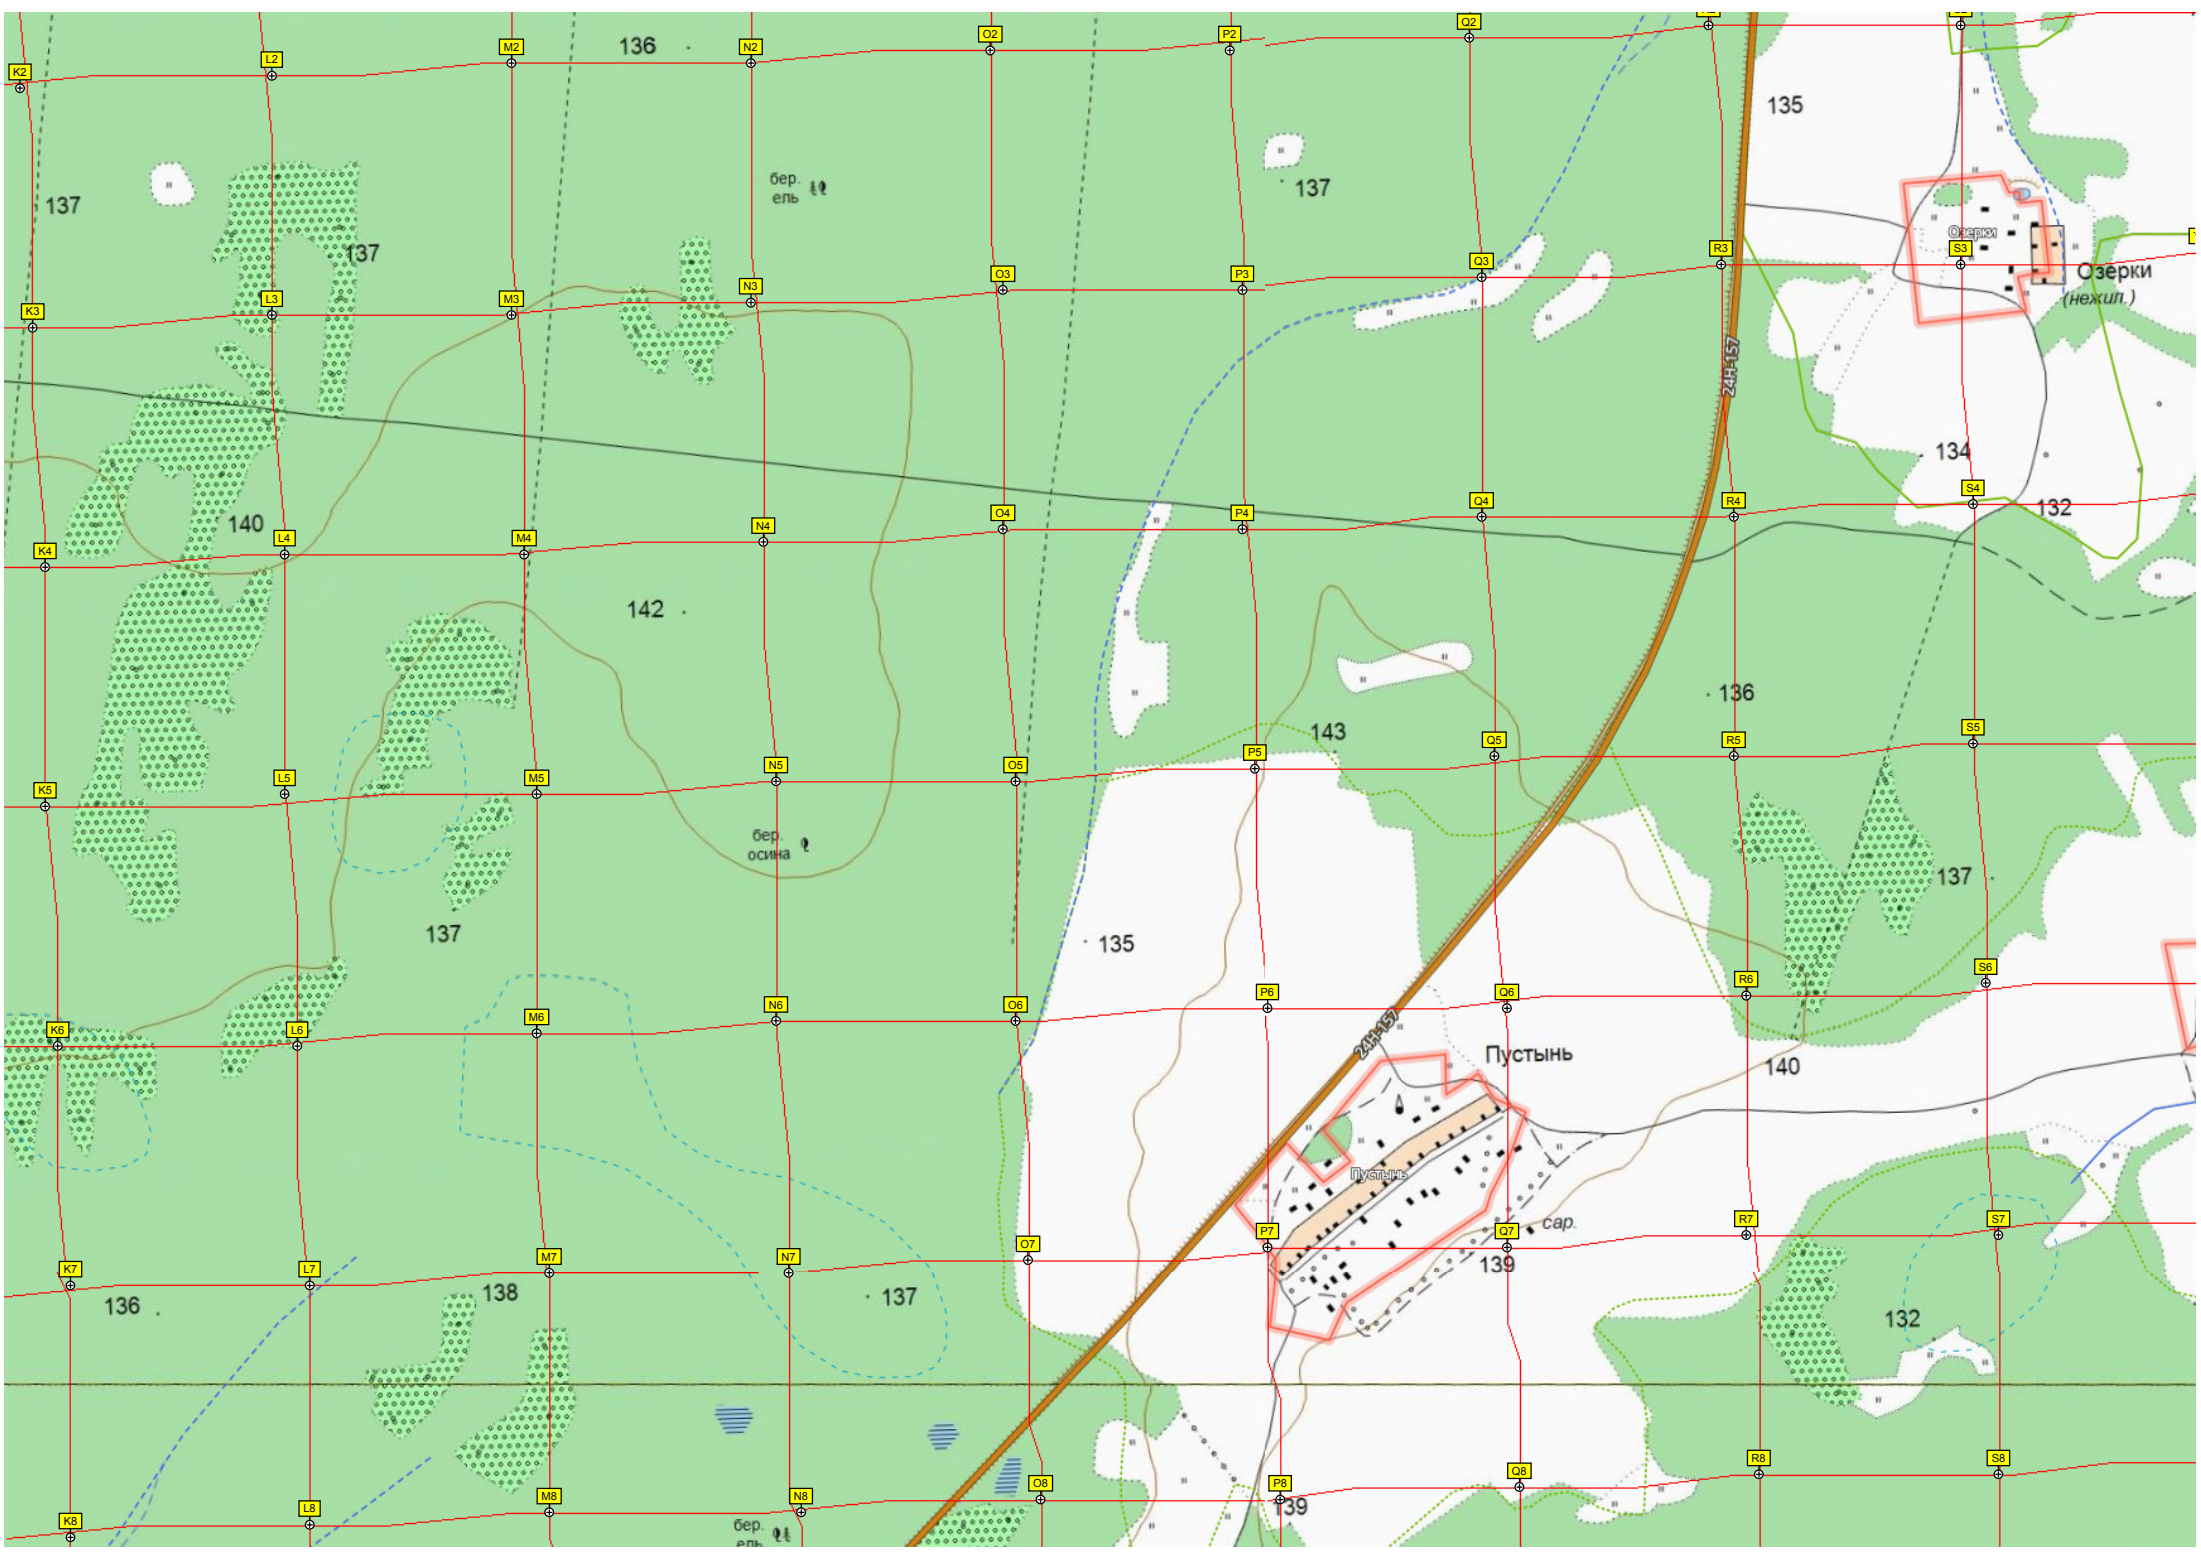 Q2
O2
P2
M2
N2
136
L2
K2
135
бер.
ель
137
137
137
Озерки
R3
S3
Q3
Озерки
(нежил.)
O3
P3
N3
M3
L3
K3
24Н-157
134
S4
132
R4
Q4
P4
O4
140
N4
M4
L4
K4
142
136
143
S5
R5
Q5
P5
O5
N5
M5
L5
K5
бер.
осина
137
137
135
S6
R6
Q6
P6
O6
N6
M6
L6
K6
24Н-157
Пустынь
140
Пустынь
S7
R7
сар.
Q7
P7
O7
N7
M7
L7
K7
139
138
137
136
132
S8
R8
Q8
P8
O8
N8
M8
L8
K8
139
бер.
ель